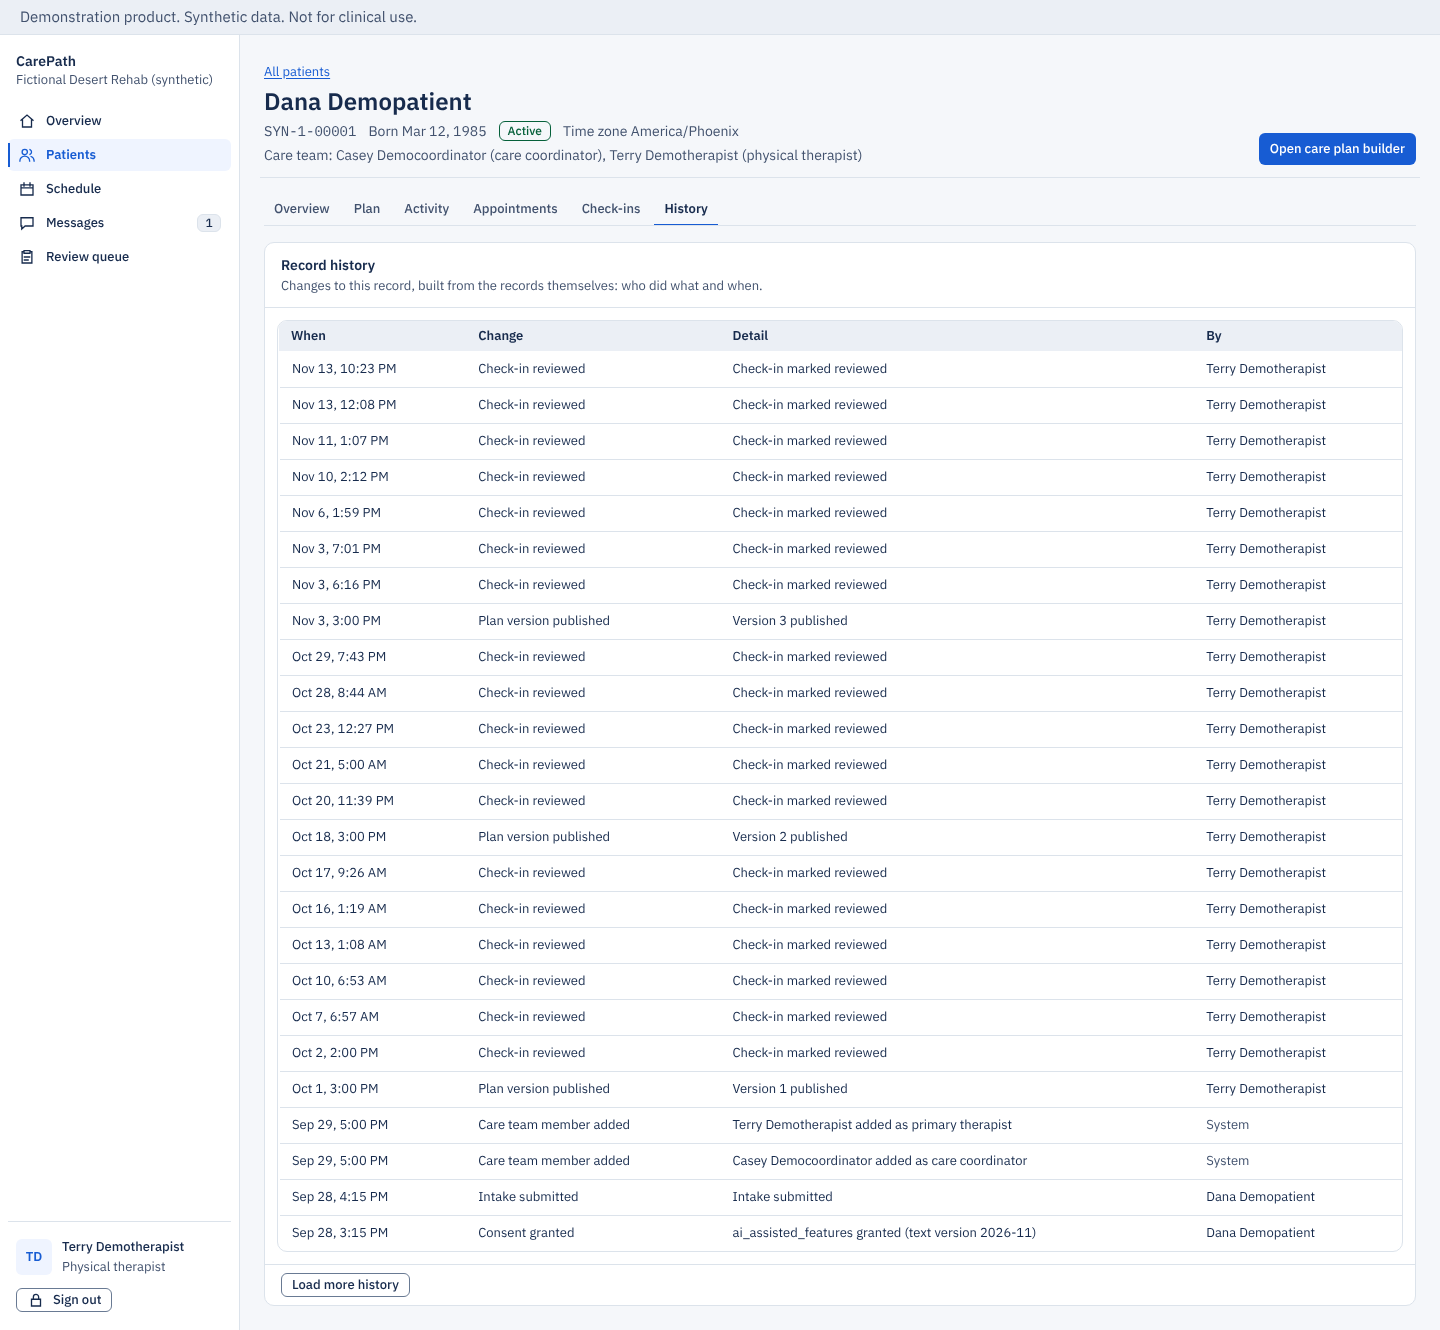 Demonstration product. Synthetic data. Not for clinical use.
CarePath
Fictional Desert Rehab (synthetic)
Overview
Patients
Schedule
Messages 1
Review queue
Terry Demotherapist
TD
Physical therapist
Sign out
All patients
Dana Demopatient
SYN-1-00001 Born Mar 12, 1985 Active Time zone America/Phoenix
Care team: Casey Democoordinator (care coordinator), Terry Demotherapist (physical therapist)
Open care plan builder
Overview Plan Activity Appointments Check-ins History
Record history
Changes to this record, built from the records themselves: who did what and when.
When Change Detail By
Nov 13, 10:23 PM Check-in reviewed Check-in marked reviewed Terry Demotherapist
Nov 13, 12:08 PM Check-in reviewed Check-in marked reviewed Terry Demotherapist
Nov 11, 1:07 PM Check-in reviewed Check-in marked reviewed Terry Demotherapist
Nov 10, 2:12 PM Check-in reviewed Check-in marked reviewed Terry Demotherapist
Nov 6, 1:59 PM Check-in reviewed Check-in marked reviewed Terry Demotherapist
Nov 3, 7:01 PM Check-in reviewed Check-in marked reviewed Terry Demotherapist
Nov 3, 6:16 PM Check-in reviewed Check-in marked reviewed Terry Demotherapist
Nov 3, 3:00 PM Plan version published Version 3 published Terry Demotherapist
Oct 29, 7:43 PM Check-in reviewed Check-in marked reviewed Terry Demotherapist
Oct 28, 8:44 AM Check-in reviewed Check-in marked reviewed Terry Demotherapist
Oct 23, 12:27 PM Check-in reviewed Check-in marked reviewed Terry Demotherapist
Oct 21, 5:00 AM Check-in reviewed Check-in marked reviewed Terry Demotherapist
Oct 20, 11:39 PM Check-in reviewed Check-in marked reviewed Terry Demotherapist
Oct 18, 3:00 PM Plan version published Version 2 published Terry Demotherapist
Oct 17, 9:26 AM Check-in reviewed Check-in marked reviewed Terry Demotherapist
Oct 16, 1:19 AM Check-in reviewed Check-in marked reviewed Terry Demotherapist
Oct 13, 1:08 AM Check-in reviewed Check-in marked reviewed Terry Demotherapist
Oct 10, 6:53 AM Check-in reviewed Check-in marked reviewed Terry Demotherapist
Oct 7, 6:57 AM Check-in reviewed Check-in marked reviewed Terry Demotherapist
Oct 2, 2:00 PM Check-in reviewed Check-in marked reviewed Terry Demotherapist
Oct 1, 3:00 PM Plan version published Version 1 published Terry Demotherapist
Sep 29, 5:00 PM Care team member added Terry Demotherapist added as primary therapist System
Sep 29, 5:00 PM Care team member added Casey Democoordinator added as care coordinator System
Sep 28, 4:15 PM Intake submitted Intake submitted Dana Demopatient
Sep 28, 3:15 PM Consent granted ai_assisted_features granted (text version 2026-11) Dana Demopatient
Load more history